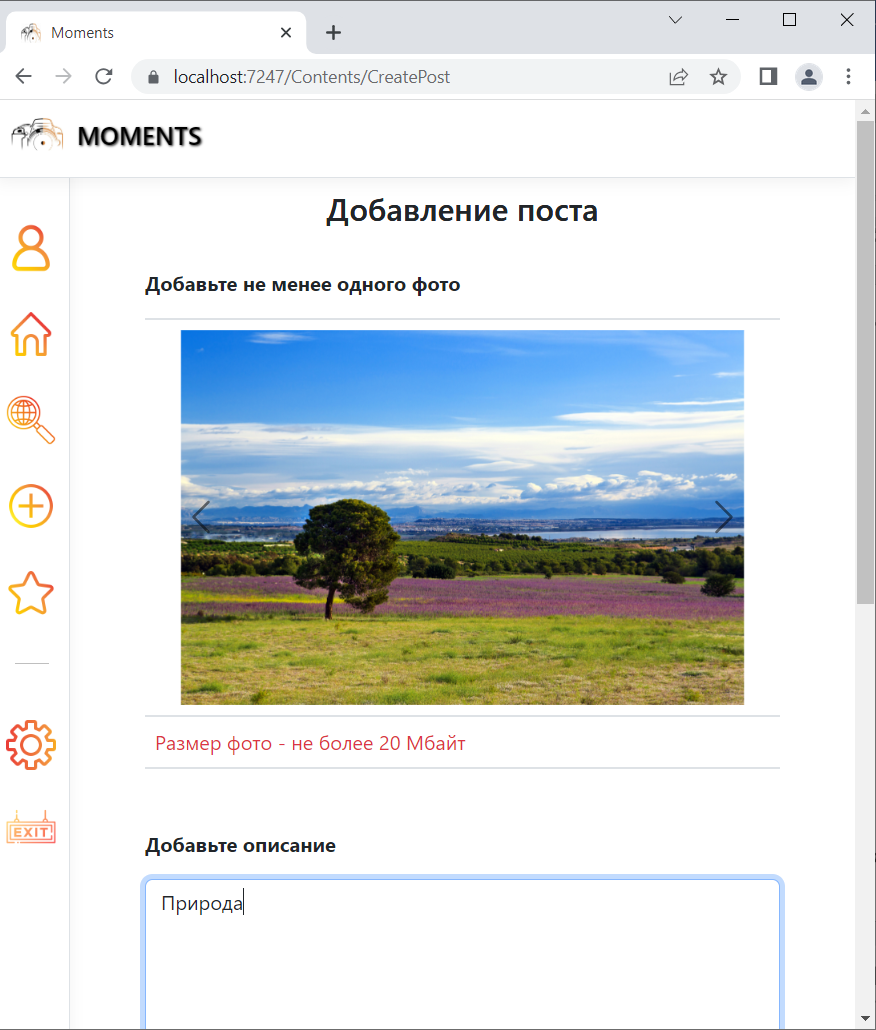 Moments
localhost:7247/Contents/CreatePost
MOMENTS
Добавление поста
Добавьте не менее одного фото
Размер фото - не более 20 Мбайт
EXIT
Добавьте описание
Природа